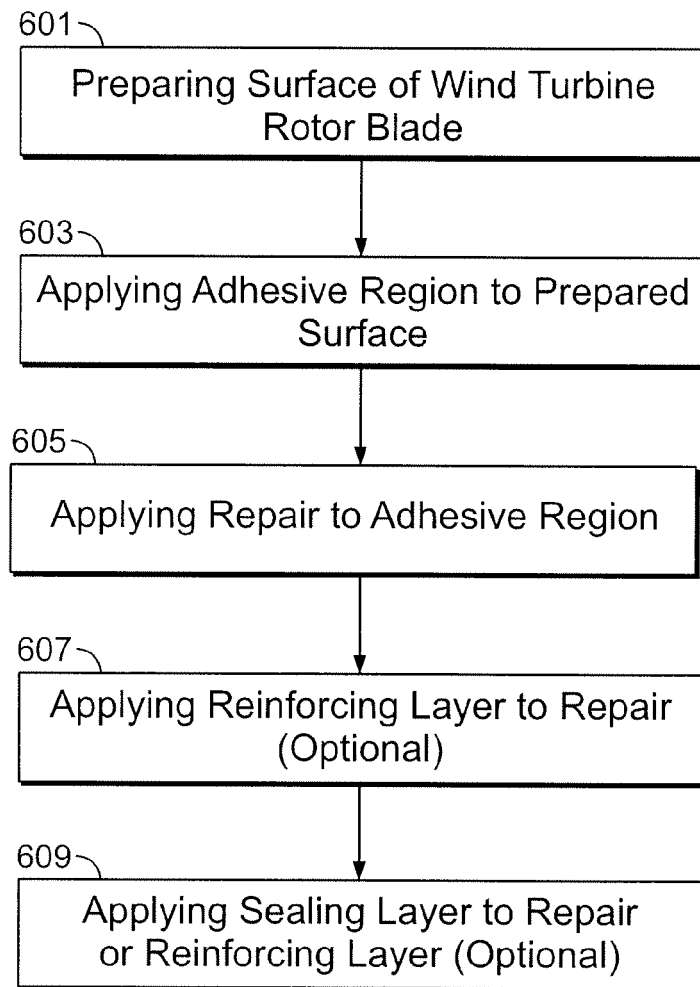 601
Preparing Surface of Wind Turbine
Rotor Blade
603
Applying Adhesive Region to Prepared
Surface
605
Applying Repair to Adhesive Region
607
Applying Reinforcing Layer to Repair
(Optional)
609
Applying Sealing Layer to Repair
or Reinforcing Layer (Optional)